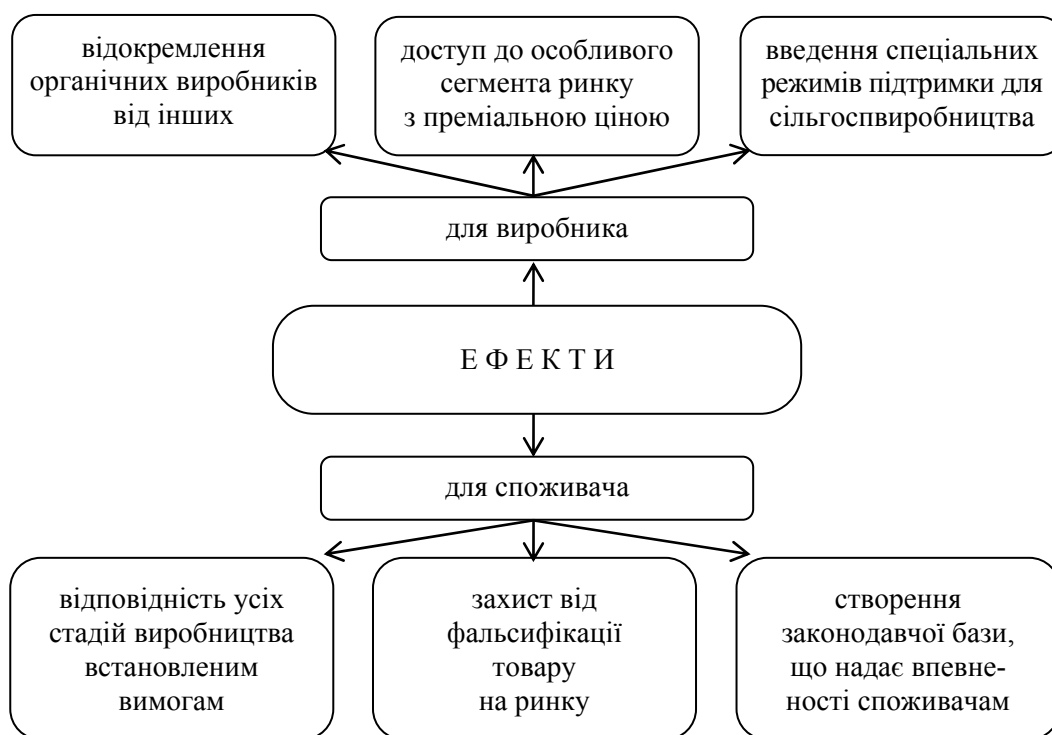 відокремлення
органічних виробників
від інших
доступ до особливого
сегмента ринку
з преміальною ціною
введення спеціальних
режимів підтримки для
сільгоспвиробництва
для виробника
Е Ф Е К Т И
для споживача
відповідність усіх
стадій виробництва
встановленим
вимогам
захист від
фальсифікації
товару
на ринку
створення
законодавчої бази,
що надає впевне-
ності споживачам